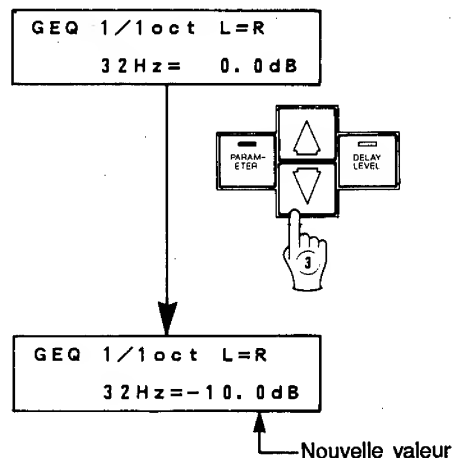 GEQ 1/1oct L=R
32Hz= 0.0dB
PARAM-
ETER
DELAY
LEVEL
3
GEQ 1/1oct L=R
32Hz=-10.0dB
Nouvelle valeur